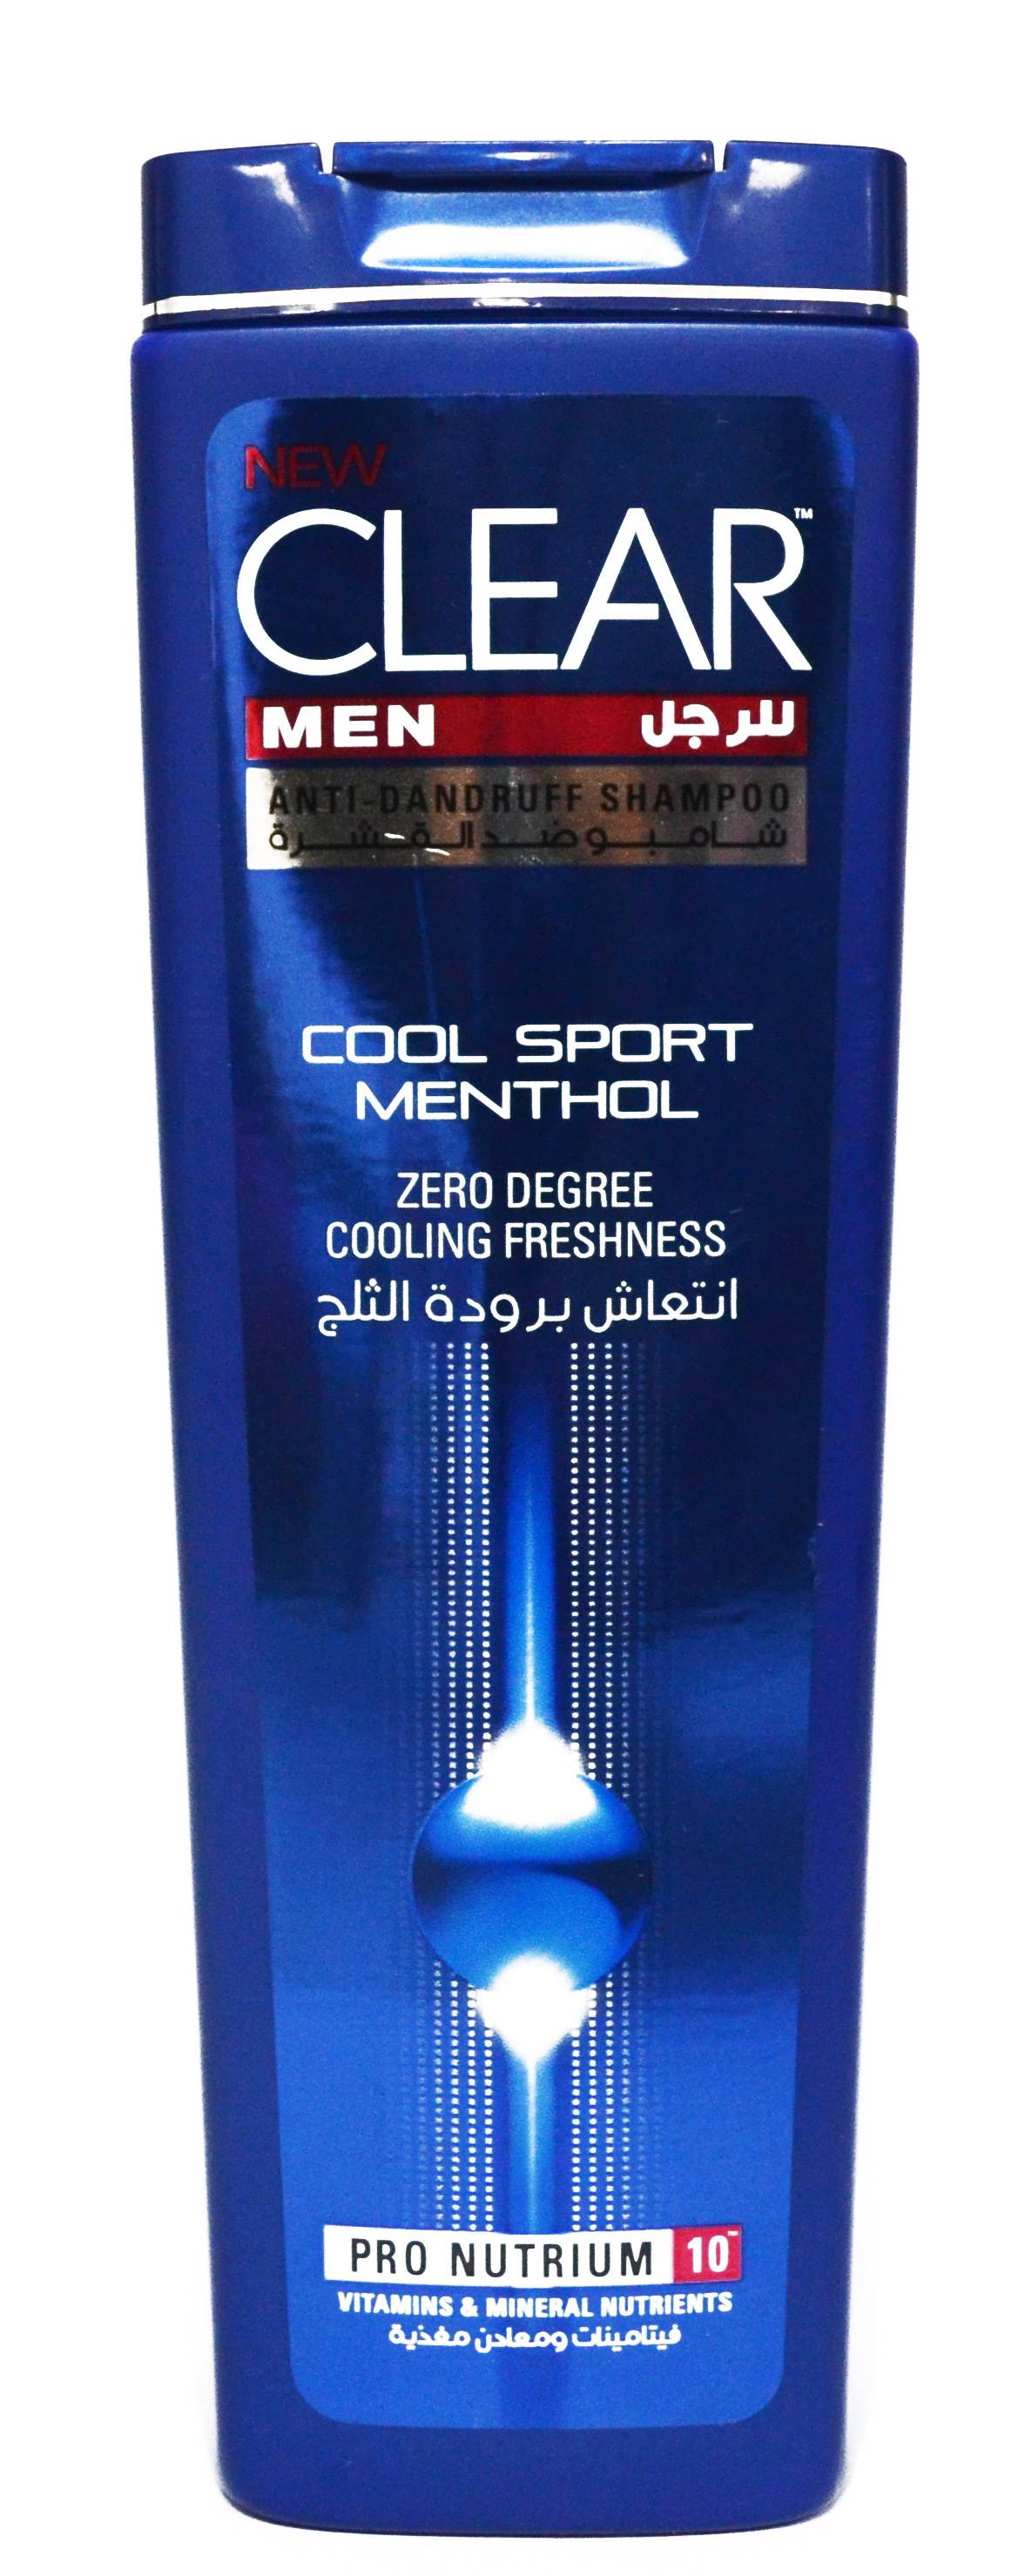 NEW
CLEAR™
MEN للرجل
ANTI-DANDRUFF SHAMPOO
شامبو ضد القشرة
COOL SPORT
MENTHOL
ZERO DEGREE
COOLING FRESHNESS
انتعاش برودة الثلج
PRO NUTRIUM 10™
VITAMINS & MINERAL NUTRIENTS
فيتامينات ومعادن مغذية